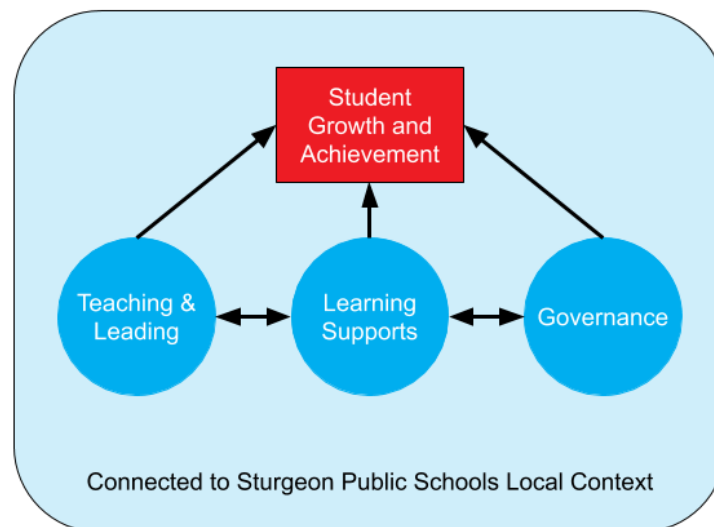 Student
Growth and
Achievement
Teaching &
Leading
Learning
Supports
Governance
Connected to Sturgeon Public Schools Local Context